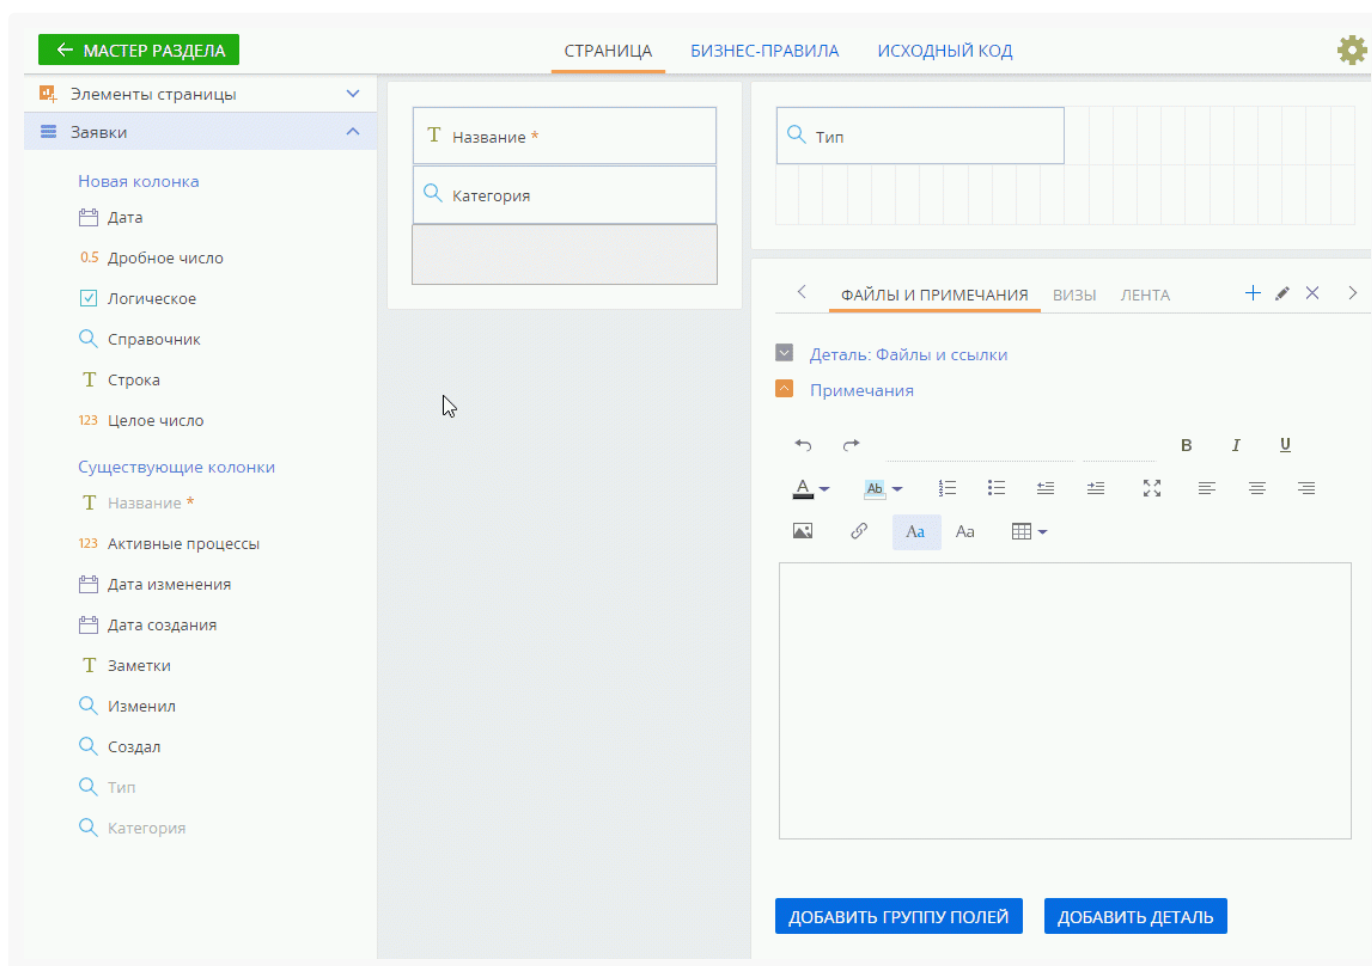 ← МАСТЕР РАЗДЕЛА
СТРАНИЦА
БИЗНЕС-ПРАВИЛА
ИСХОДНЫЙ КОД
Элементы страницы
Заявки
Новая колонка
Дата
0.5 Дробное число
Логическое
Справочник
T Строка
123 Целое число
Существующие колонки
T Название *
123 Активные процессы
Дата изменения
Дата создания
T Заметки
Изменил
Создал
Тип
Категория
T Название *
Категория
Тип
ФАЙЛЫ И ПРИМЕЧАНИЯ
ВИЗЫ
ЛЕНТА
Деталь: Файлы и ссылки
Примечания
B I U
A Ab
Aa Aa
ДОБАВИТЬ ГРУППУ ПОЛЕЙ
ДОБАВИТЬ ДЕТАЛЬ